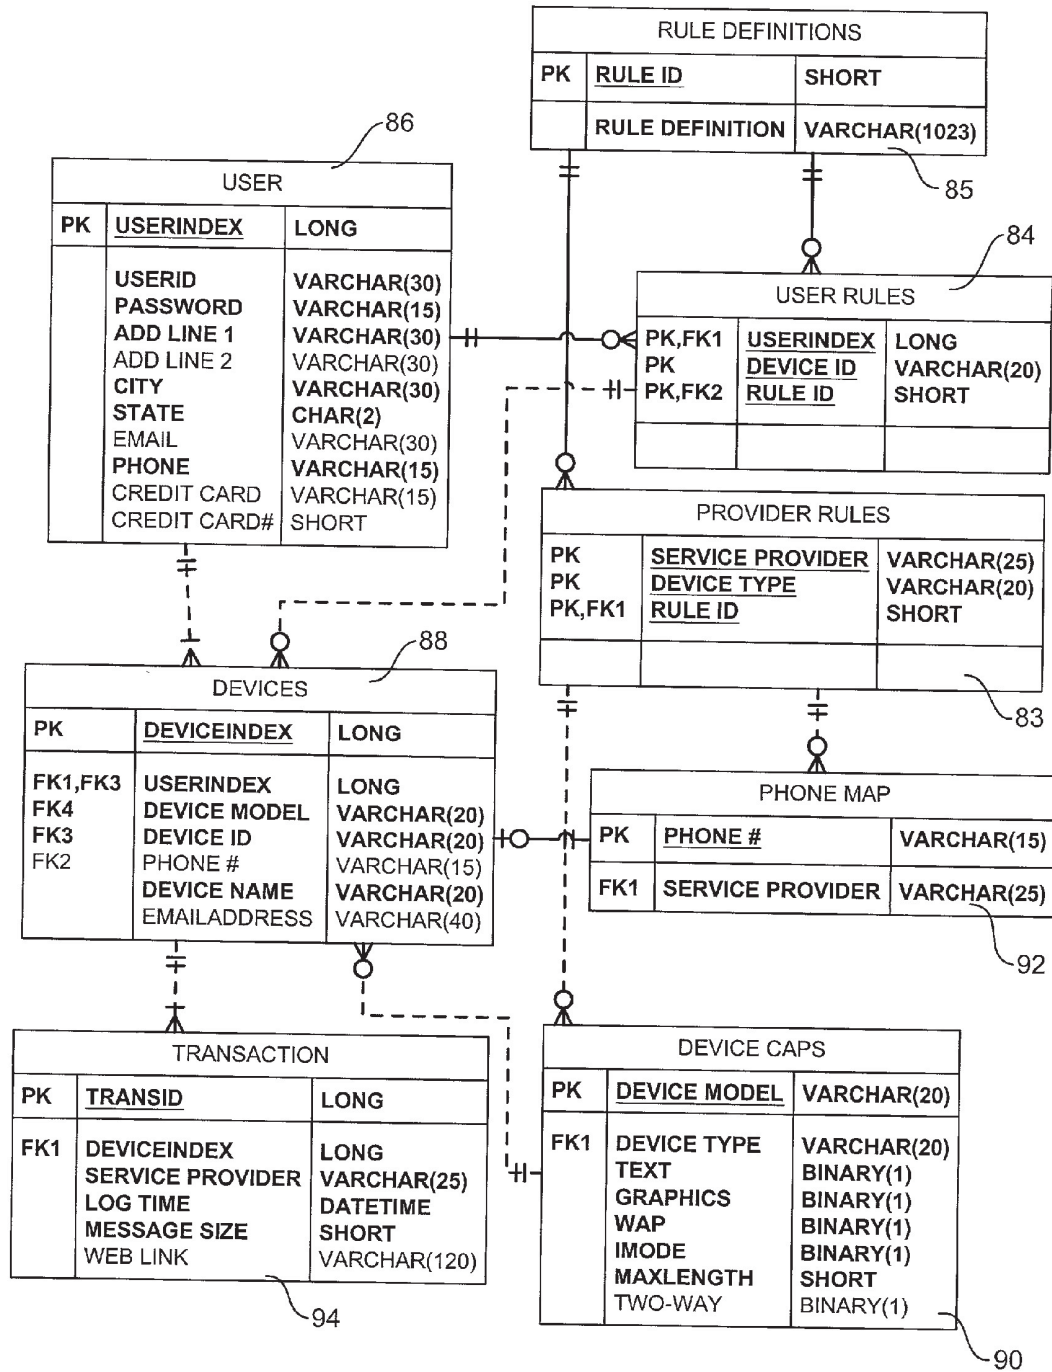 RULE DEFINITIONS
PK RULE ID SHORT
RULE DEFINITION VARCHAR(1023)
85
86
USER
PK USERINDEX LONG
USERID VARCHAR(30)
PASSWORD VARCHAR(15)
ADD LINE 1 VARCHAR(30)
ADD LINE 2 VARCHAR(30)
CITY VARCHAR(30)
STATE CHAR(2)
EMAIL VARCHAR(30)
PHONE VARCHAR(15)
CREDIT CARD VARCHAR(15)
CREDIT CARD# SHORT
84
USER RULES
PK,FK1 USERINDEX LONG
PK DEVICE ID VARCHAR(20)
PK,FK2 RULE ID SHORT
PROVIDER RULES
PK SERVICE PROVIDER VARCHAR(25)
PK DEVICE TYPE VARCHAR(20)
PK,FK1 RULE ID SHORT
83
88
DEVICES
PK DEVICEINDEX LONG
FK1,FK3 USERINDEX LONG
FK4 DEVICE MODEL VARCHAR(20)
FK3 DEVICE ID VARCHAR(20)
FK2 PHONE # VARCHAR(15)
DEVICE NAME VARCHAR(20)
EMAILADDRESS VARCHAR(40)
PHONE MAP
PK PHONE # VARCHAR(15)
FK1 SERVICE PROVIDER VARCHAR(25)
92
TRANSACTION
PK TRANSID LONG
FK1 DEVICEINDEX LONG
SERVICE PROVIDER VARCHAR(25)
LOG TIME DATETIME
MESSAGE SIZE SHORT
WEB LINK VARCHAR(120)
94
DEVICE CAPS
PK DEVICE MODEL VARCHAR(20)
FK1 DEVICE TYPE VARCHAR(20)
TEXT BINARY(1)
GRAPHICS BINARY(1)
WAP BINARY(1)
IMODE BINARY(1)
MAXLENGTH SHORT
TWO-WAY BINARY(1)
90